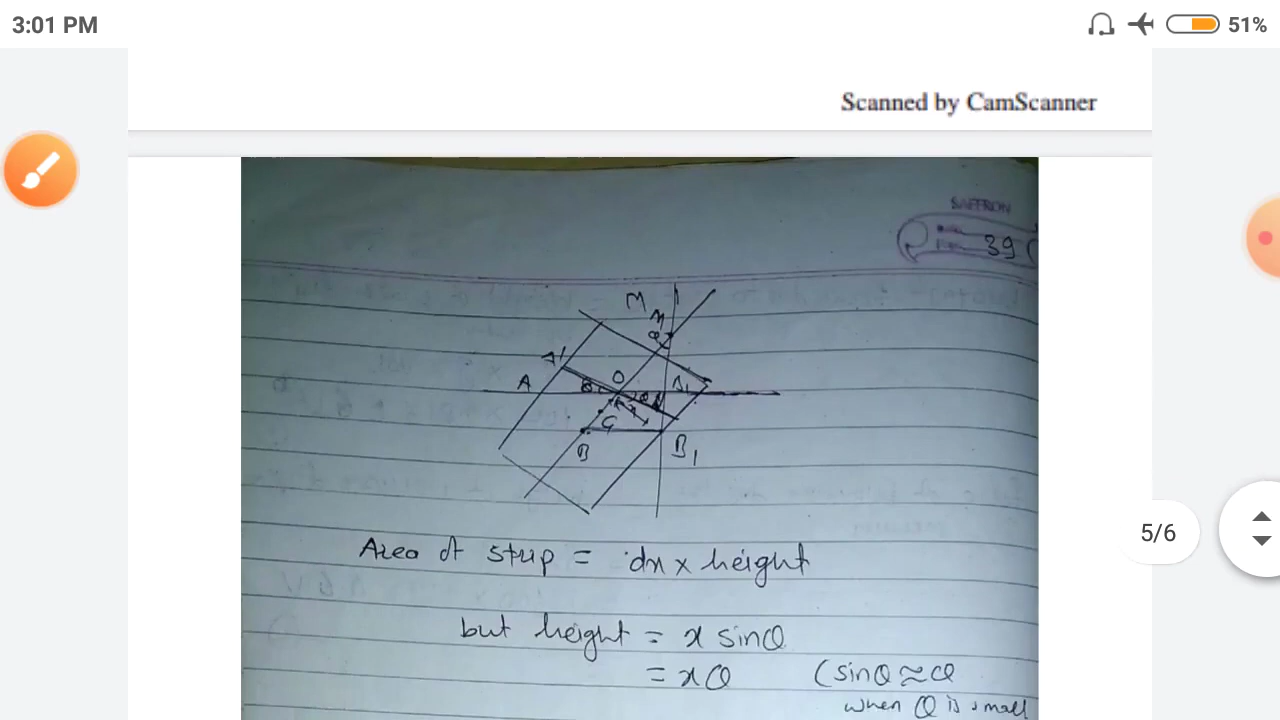 3:01 PM
51%
Scanned by CamScanner
SAFFRON
39
M
M
θ
A'
O
A
θ
θ
A1
G
B
B1
Area of strip = dx x height
5/6
but height = x sinθ
= xθ (sinθ ≈ θ
when θ is small